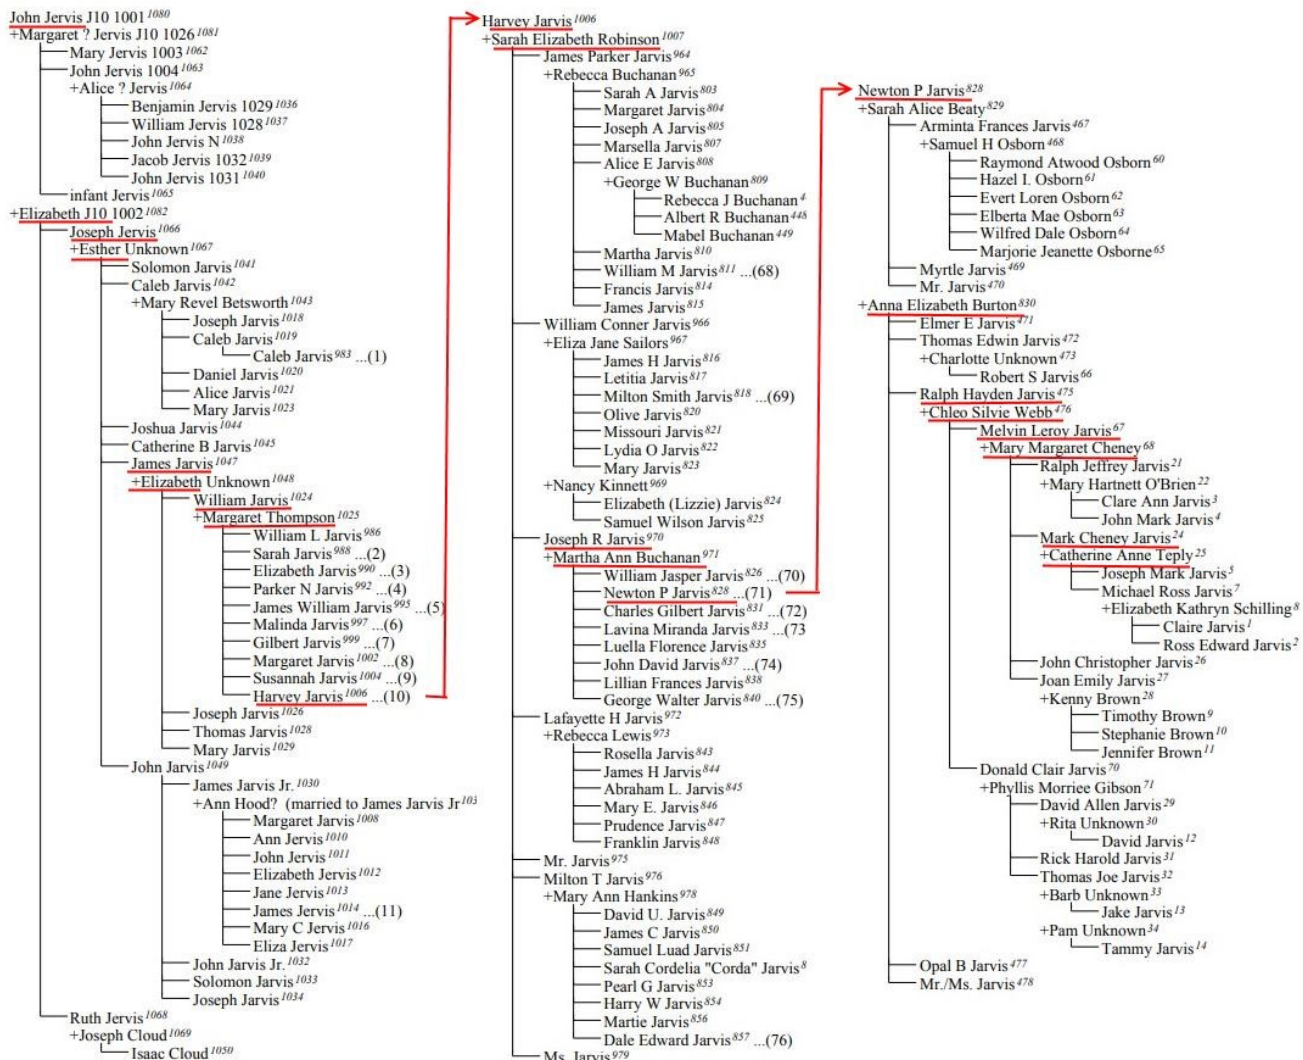 John Jervis J10 1001 1080
+Margaret ? Jervis J10 1026 1081
Mary Jervis 1003 1062
John Jervis 1004 1063
+Alice ? Jervis 1064
Benjamin Jervis 1029 1036
William Jervis 1028 1037
John Jervis N 1038
Jacob Jervis 1032 1039
John Jervis 1031 1040
infant Jervis 1065
+Elizabeth J10 1002 1082
Joseph Jervis 1066
+Esther Unknown 1067
Solomon Jarvis 1041
Caleb Jarvis 1042
+Mary Revel Betsworth 1043
Joseph Jarvis 1018
Caleb Jarvis 1019
Caleb Jarvis 983 ...(1)
Daniel Jarvis 1020
Alice Jarvis 1021
Mary Jarvis 1023
Joshua Jarvis 1044
Catherine B Jarvis 1045
James Jarvis 1047
+Elizabeth Unknown 1048
William Jarvis 1024
+Margaret Thompson 1025
William L Jarvis 986
Sarah Jarvis 988 ...(2)
Elizabeth Jarvis 990 ...(3)
Parker N Jarvis 992 ...(4)
James William Jarvis 995 ...(5)
Malinda Jarvis 997 ...(6)
Gilbert Jarvis 999 ...(7)
Margaret Jarvis 1002 ...(8)
Susannah Jarvis 1004 ...(9)
Harvey Jarvis 1006 ...(10)
Joseph Jarvis 1026
Thomas Jarvis 1028
Mary Jarvis 1029
John Jarvis 1049
James Jarvis Jr. 1030
+Ann Hood? (married to James Jarvis Jr 103
Margaret Jarvis 1008
Ann Jervis 1010
John Jervis 1011
Elizabeth Jervis 1012
Jane Jervis 1013
James Jervis 1014 ...(11)
Mary C Jervis 1016
Eliza Jervis 1017
John Jarvis Jr. 1032
Solomon Jarvis 1033
Joseph Jarvis 1034
Ruth Jervis 1068
+Joseph Cloud 1069
Isaac Cloud 1050
Harvey Jarvis 1006
+Sarah Elizabeth Robinson 1007
James Parker Jarvis 964
+Rebecca Buchanan 965
Sarah A Jarvis 803
Margaret Jarvis 804
Joseph A Jarvis 805
Marsella Jarvis 807
Alice E Jarvis 808
+George W Buchanan 809
Rebecca J Buchanan 4
Albert R Buchanan 448
Mabel Buchanan 449
Martha Jarvis 810
William M Jarvis 811 ...(68)
Francis Jarvis 814
James Jarvis 815
William Conner Jarvis 966
+Eliza Jane Sailors 967
James H Jarvis 816
Letitia Jarvis 817
Milton Smith Jarvis 818 ...(69)
Olive Jarvis 820
Missouri Jarvis 821
Lydia O Jarvis 822
Mary Jarvis 823
+Nancy Kinnett 969
Elizabeth (Lizzie) Jarvis 824
Samuel Wilson Jarvis 825
Joseph R Jarvis 970
+Martha Ann Buchanan 971
William Jasper Jarvis 826 ...(70)
Newton P Jarvis 828 ...(71)
Charles Gilbert Jarvis 831 ...(72)
Lavina Miranda Jarvis 833 ...(73
Luella Florence Jarvis 835
John David Jarvis 837 ...(74)
Lillian Frances Jarvis 838
George Walter Jarvis 840 ...(75)
Lafayette H Jarvis 972
+Rebecca Lewis 973
Rosella Jarvis 843
James H Jarvis 844
Abraham L. Jarvis 845
Mary E. Jarvis 846
Prudence Jarvis 847
Franklin Jarvis 848
Mr. Jarvis 975
Milton T Jarvis 976
+Mary Ann Hankins 978
David U. Jarvis 849
James C Jarvis 850
Samuel Luad Jarvis 851
Sarah Cordelia "Corda" Jarvis 8
Pearl G Jarvis 853
Harry W Jarvis 854
Martie Jarvis 856
Dale Edward Jarvis 857 ...(76)
Ms. Jarvis 979
Newton P Jarvis 828
+Sarah Alice Beaty 829
Arminta Frances Jarvis 467
+Samuel H Osborn 468
Raymond Atwood Osborn 60
Hazel I. Osborn 61
Evert Loren Osborn 62
Elberta Mae Osborn 63
Wilfred Dale Osborn 64
Marjorie Jeanette Osborne 65
Myrtle Jarvis 469
Mr. Jarvis 470
+Anna Elizabeth Burton 830
Elmer E Jarvis 471
Thomas Edwin Jarvis 472
+Charlotte Unknown 473
Robert S Jarvis 66
Ralph Hayden Jarvis 475
+Chleo Silvie Webb 476
Melvin Leroy Jarvis 67
+Mary Margaret Cheney 68
Ralph Jeffrey Jarvis 21
+Mary Hartnett O'Brien 22
Clare Ann Jarvis 3
John Mark Jarvis 4
Mark Cheney Jarvis 24
+Catherine Anne Teply 25
Joseph Mark Jarvis 5
Michael Ross Jarvis 7
+Elizabeth Kathryn Schilling 8
Claire Jarvis 1
Ross Edward Jarvis 2
John Christopher Jarvis 26
Joan Emily Jarvis 27
+Kenny Brown 28
Timothy Brown 9
Stephanie Brown 10
Jennifer Brown 11
Donald Clair Jarvis 70
+Phyllis Morriee Gibson 71
David Allen Jarvis 29
+Rita Unknown 30
David Jarvis 12
Rick Harold Jarvis 31
Thomas Joe Jarvis 32
+Barb Unknown 33
Jake Jarvis 13
+Pam Unknown 34
Tammy Jarvis 14
Opal B Jarvis 477
Mr./Ms. Jarvis 478